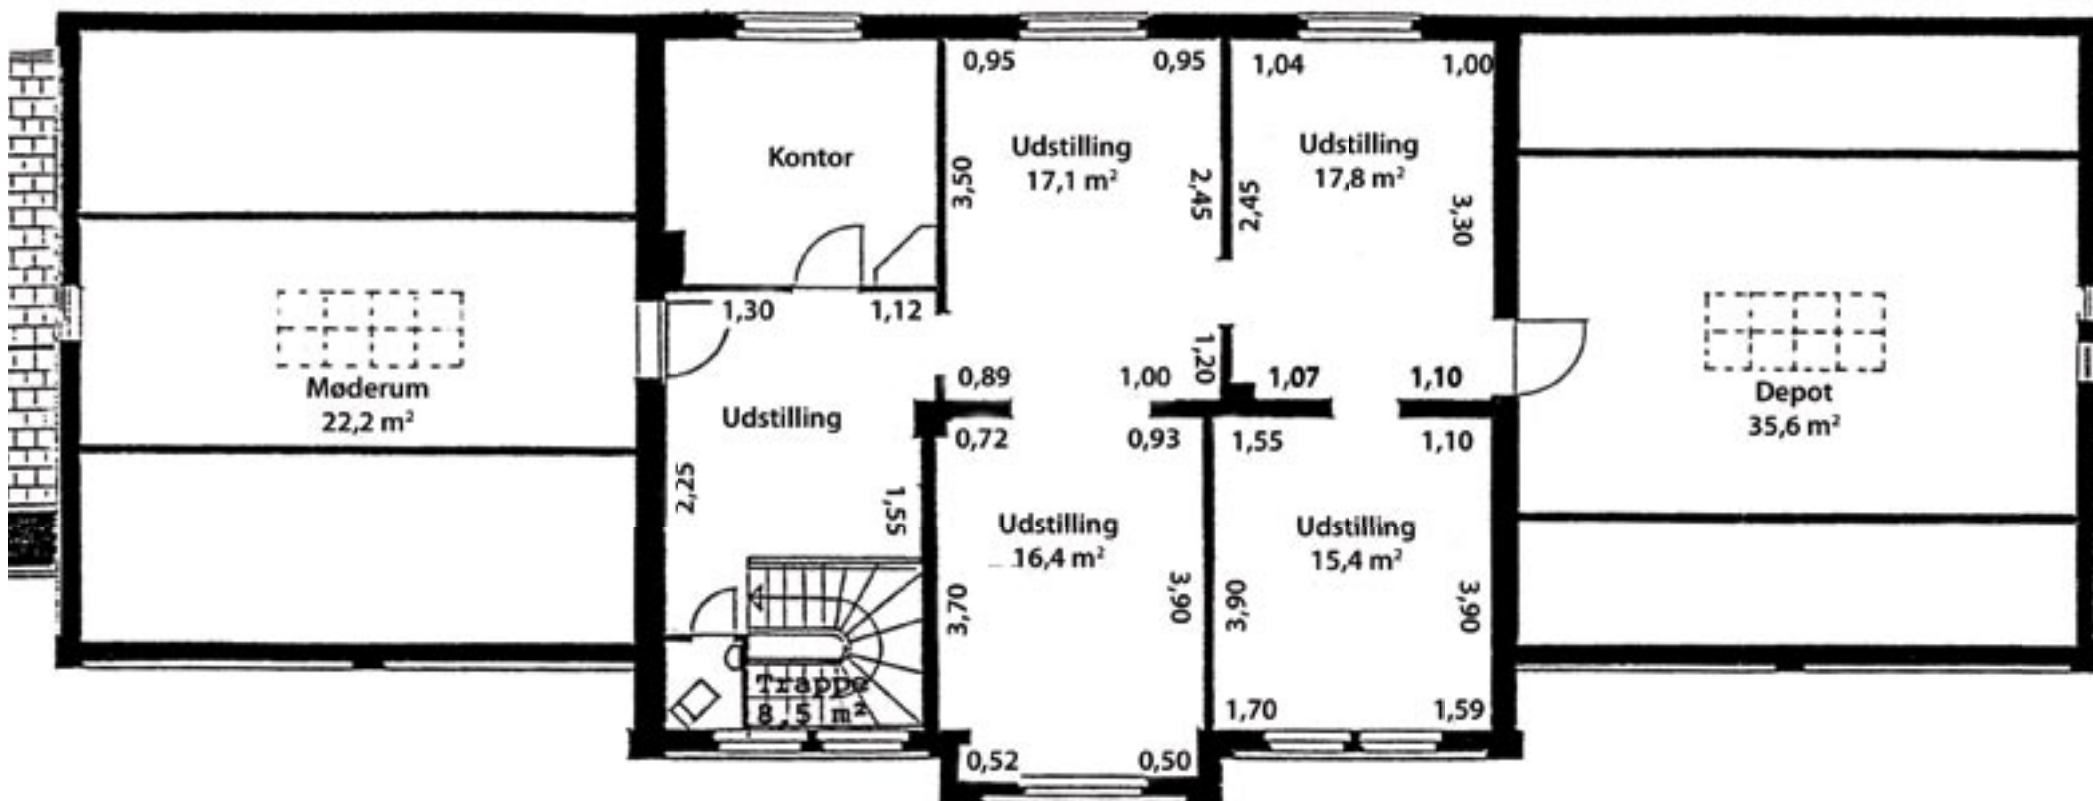 0,95
0,95
1,04
1,00
Kontor
3,50
Udstilling
17,1 m²
2,45
2,45
Udstilling
17,8 m²
3,30
1,30
1,12
1,20
0,89
1,00
1,07
1,10
Møderum
22,2 m²
Udstilling
Depot
35,6 m²
0,72
0,93
1,55
1,10
2,25
1,55
Udstilling
16,4 m²
Udstilling
15,4 m²
3,70
3,90
3,90
3,90
Trappe
8,5 m²
1,70
1,59
0,52
0,50